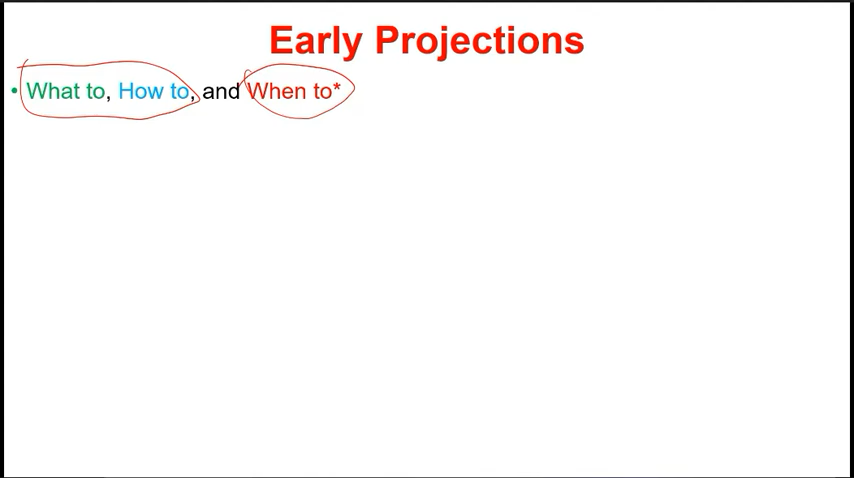 Early Projections
• What to, How to, and When to*